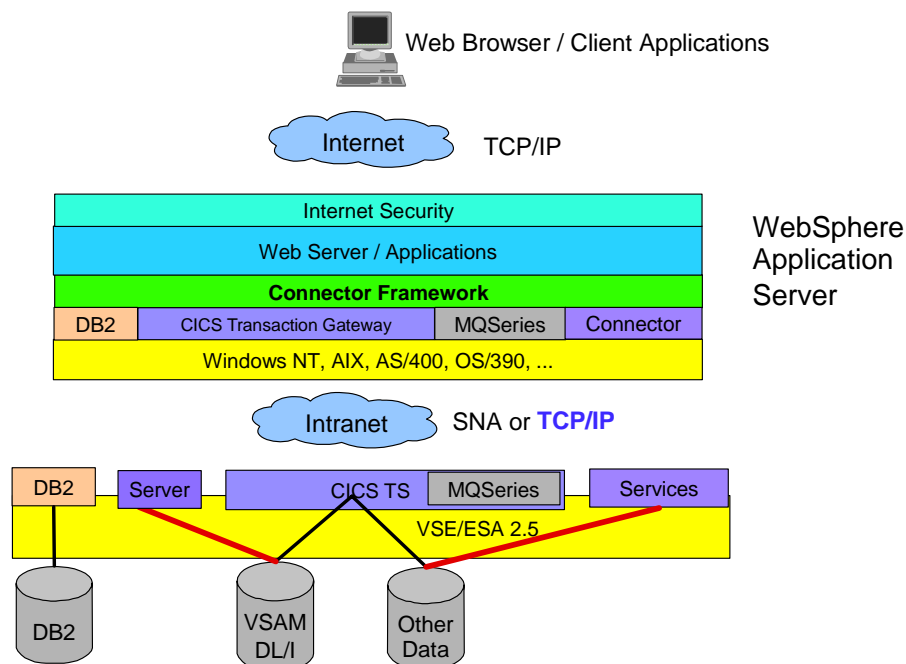 Web Browser / Client Applications
Internet
TCP/IP
Internet Security
Web Server / Applications
Connector Framework
DB2
CICS Transaction Gateway
MQSeries
Connector
Windows NT, AIX, AS/400, OS/390, ...
WebSphere
Application
Server
Intranet
SNA or TCP/IP
DB2
Server
CICS TS
MQSeries
Services
VSE/ESA 2.5
DB2
VSAM
DL/I
Other
Data